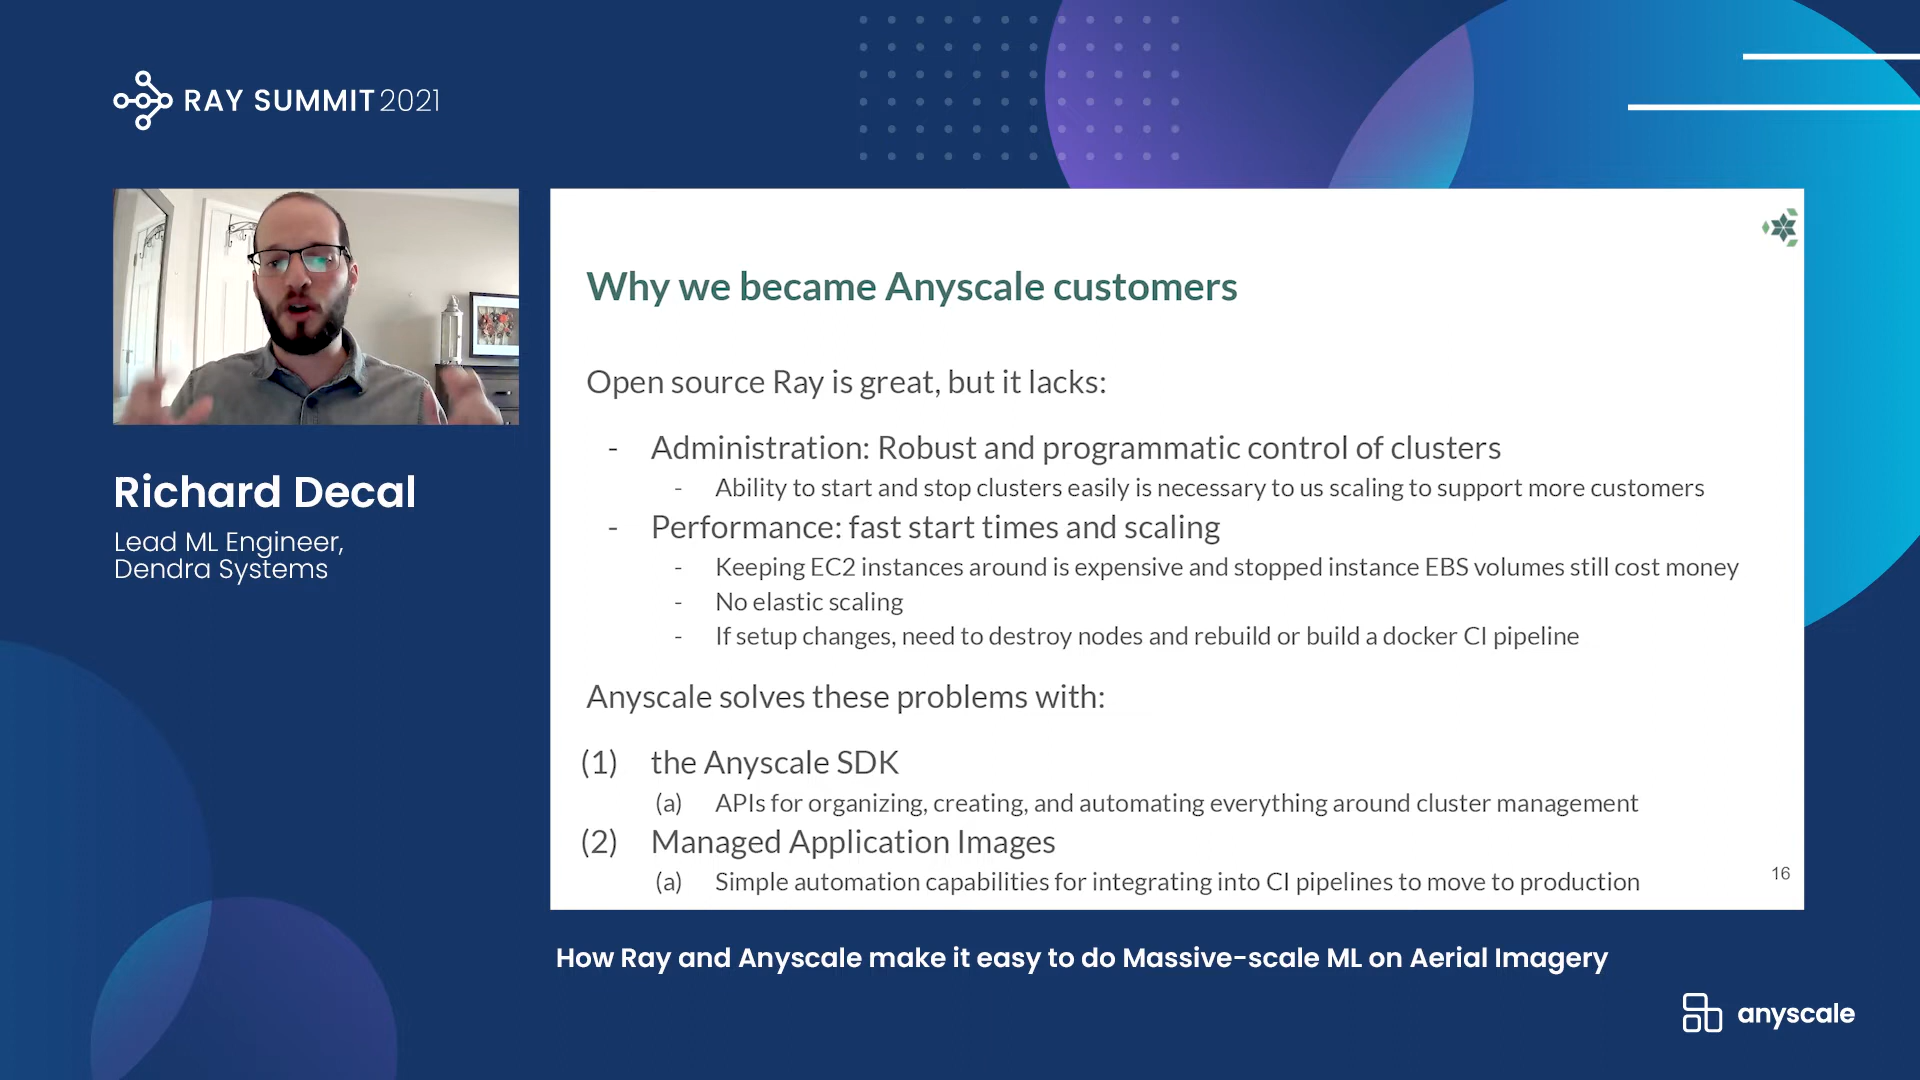 RAY SUMMIT 2021
Richard Decal
Lead ML Engineer,
Dendra Systems
Why we became Anyscale customers
Open source Ray is great, but it lacks:
- Administration: Robust and programmatic control of clusters
- Ability to start and stop clusters easily is necessary to us scaling to support more customers
- Performance: fast start times and scaling
- Keeping EC2 instances around is expensive and stopped instance EBS volumes still cost money
- No elastic scaling
- If setup changes, need to destroy nodes and rebuild or build a docker CI pipeline
Anyscale solves these problems with:
(1) the Anyscale SDK
(a) APIs for organizing, creating, and automating everything around cluster management
(2) Managed Application Images
(a) Simple automation capabilities for integrating into CI pipelines to move to production
16
How Ray and Anyscale make it easy to do Massive-scale ML on Aerial Imagery
anyscale